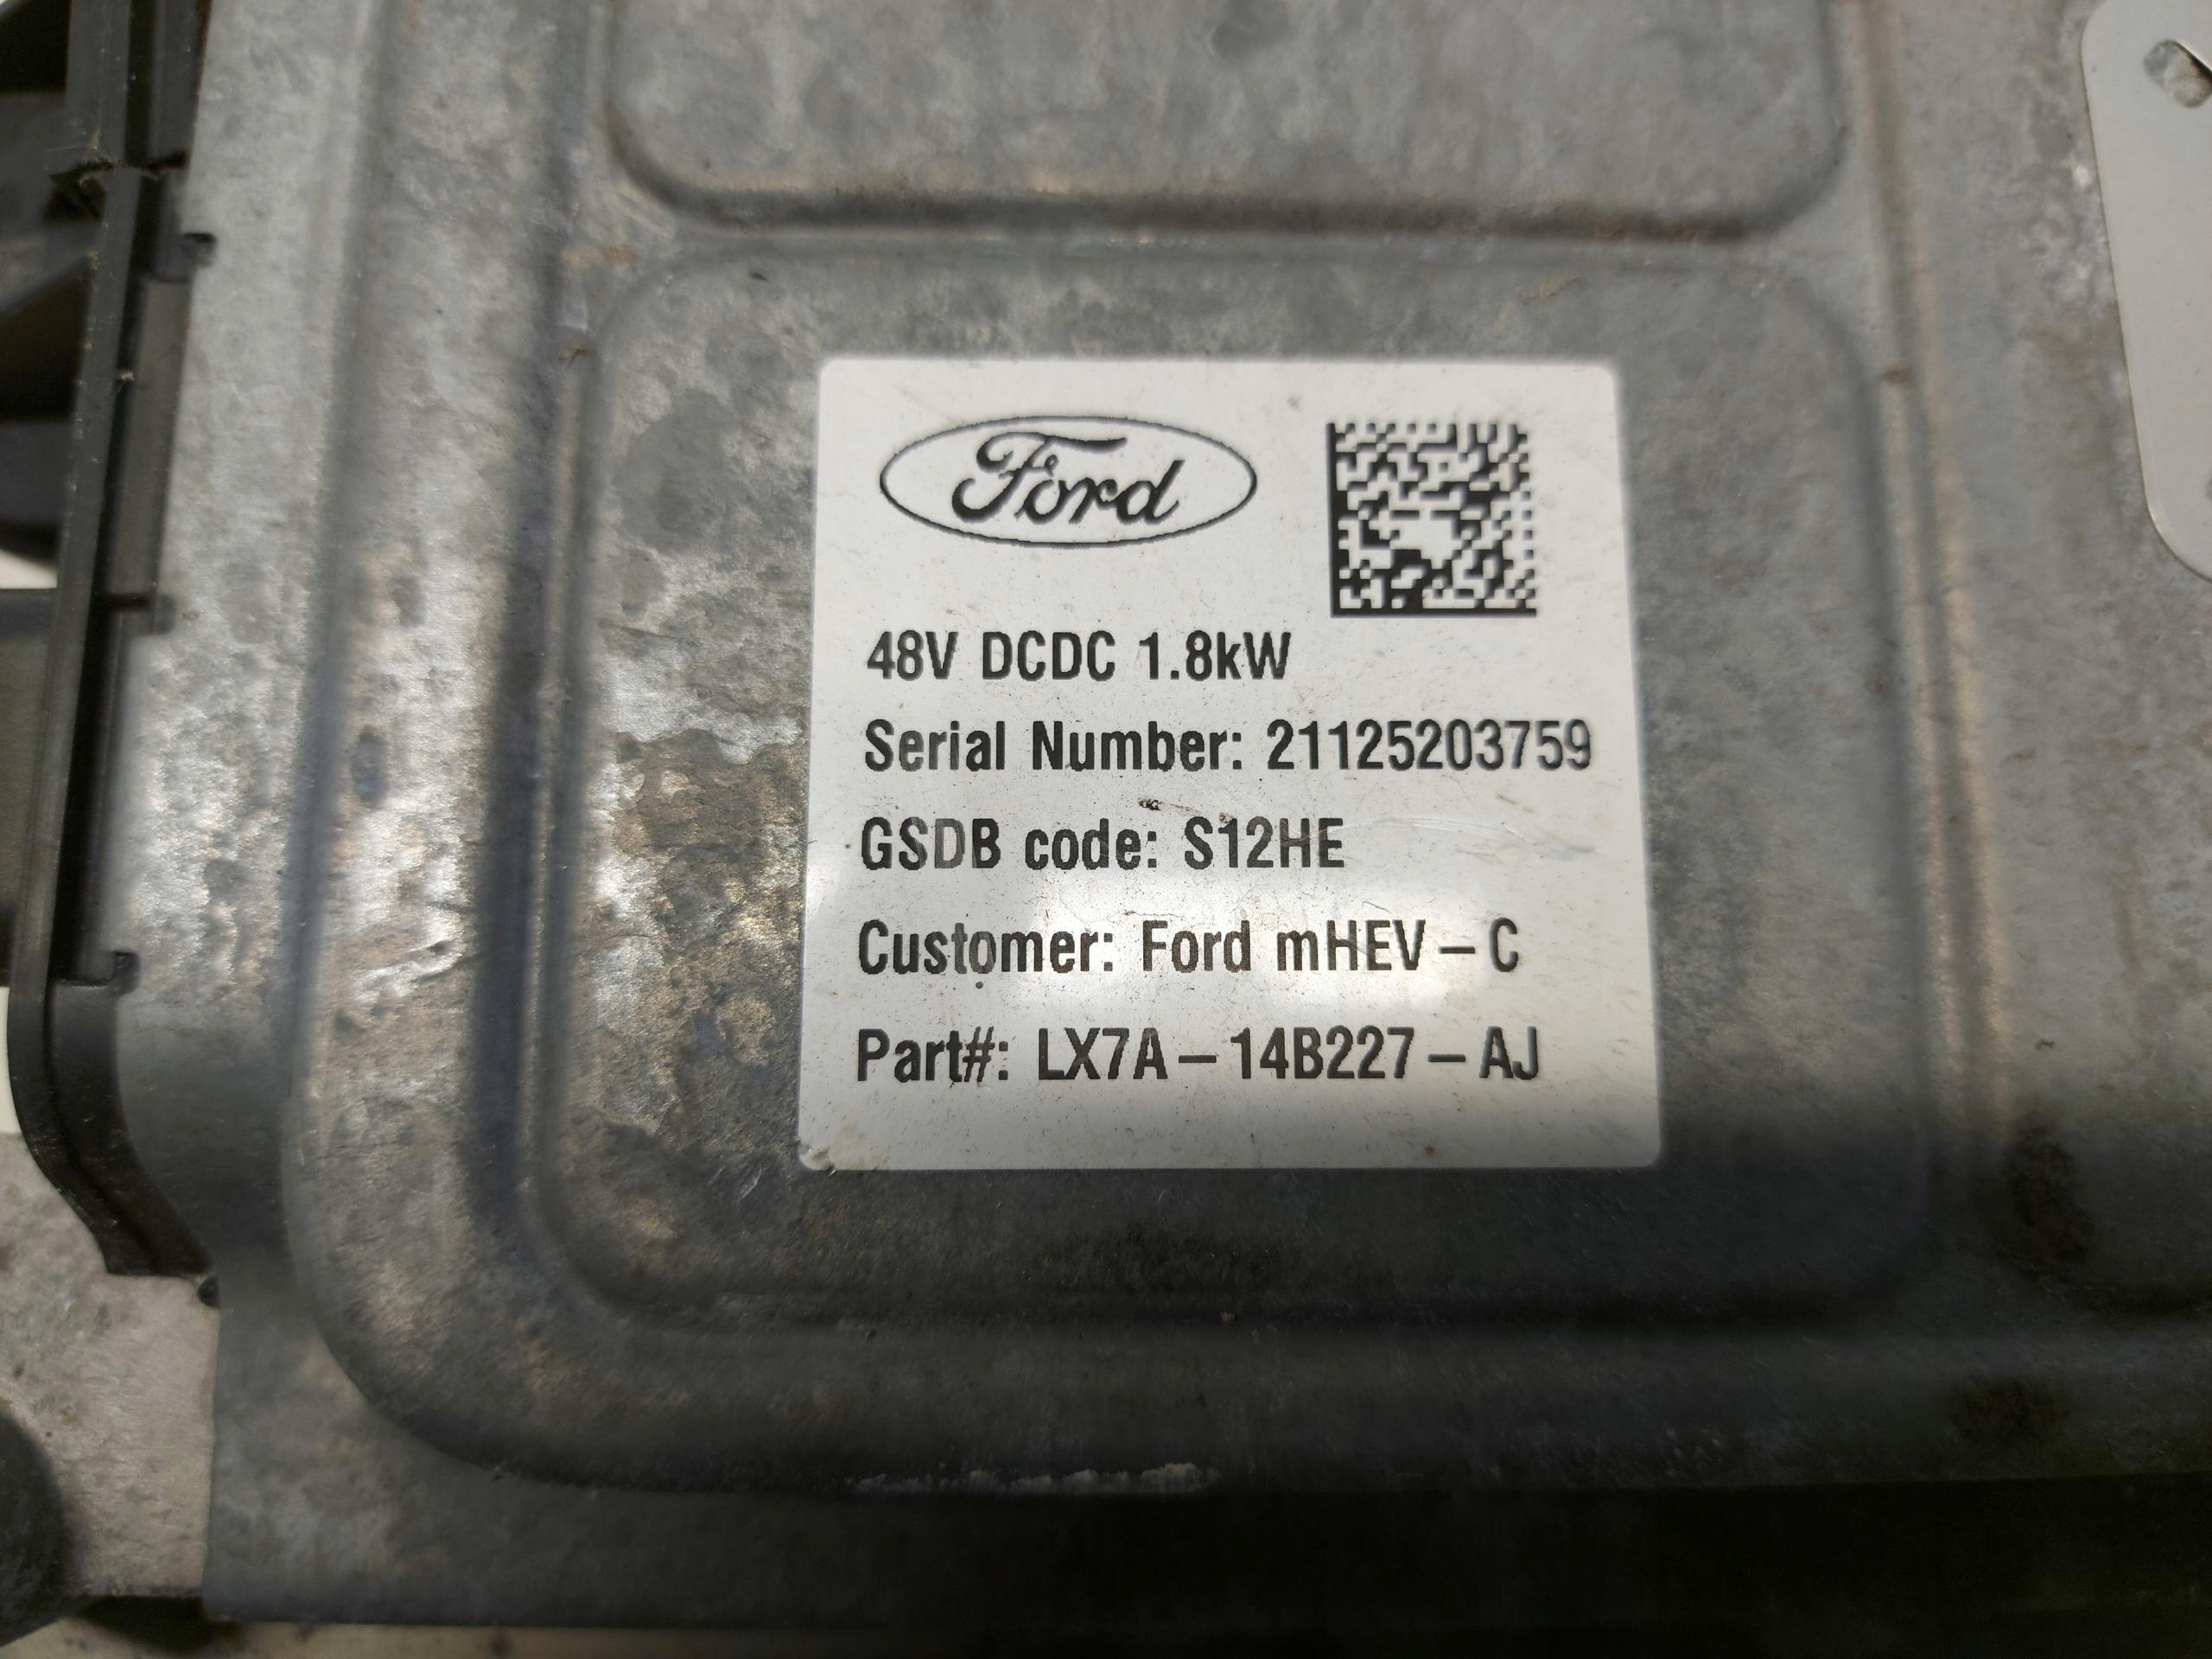 Ford
48V DCDC 1.8kW
Serial Number: 21125203759
GSDB code: S12HE
Customer: Ford mHEV-C
Part#: LX7A-14B227-AJ